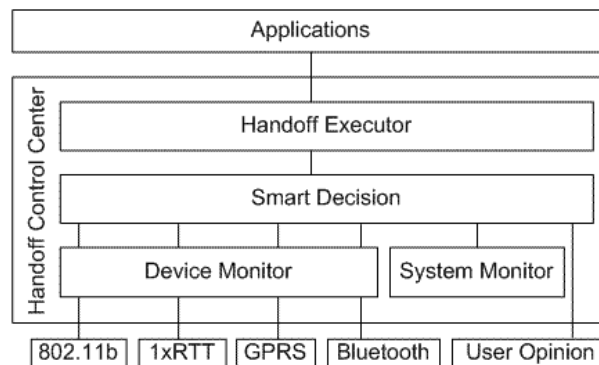 Applications
Handoff Control Center
Handoff Executor
Smart Decision
Device Monitor
System Monitor
802.11b
1xRTT
GPRS
Bluetooth
User Opinion